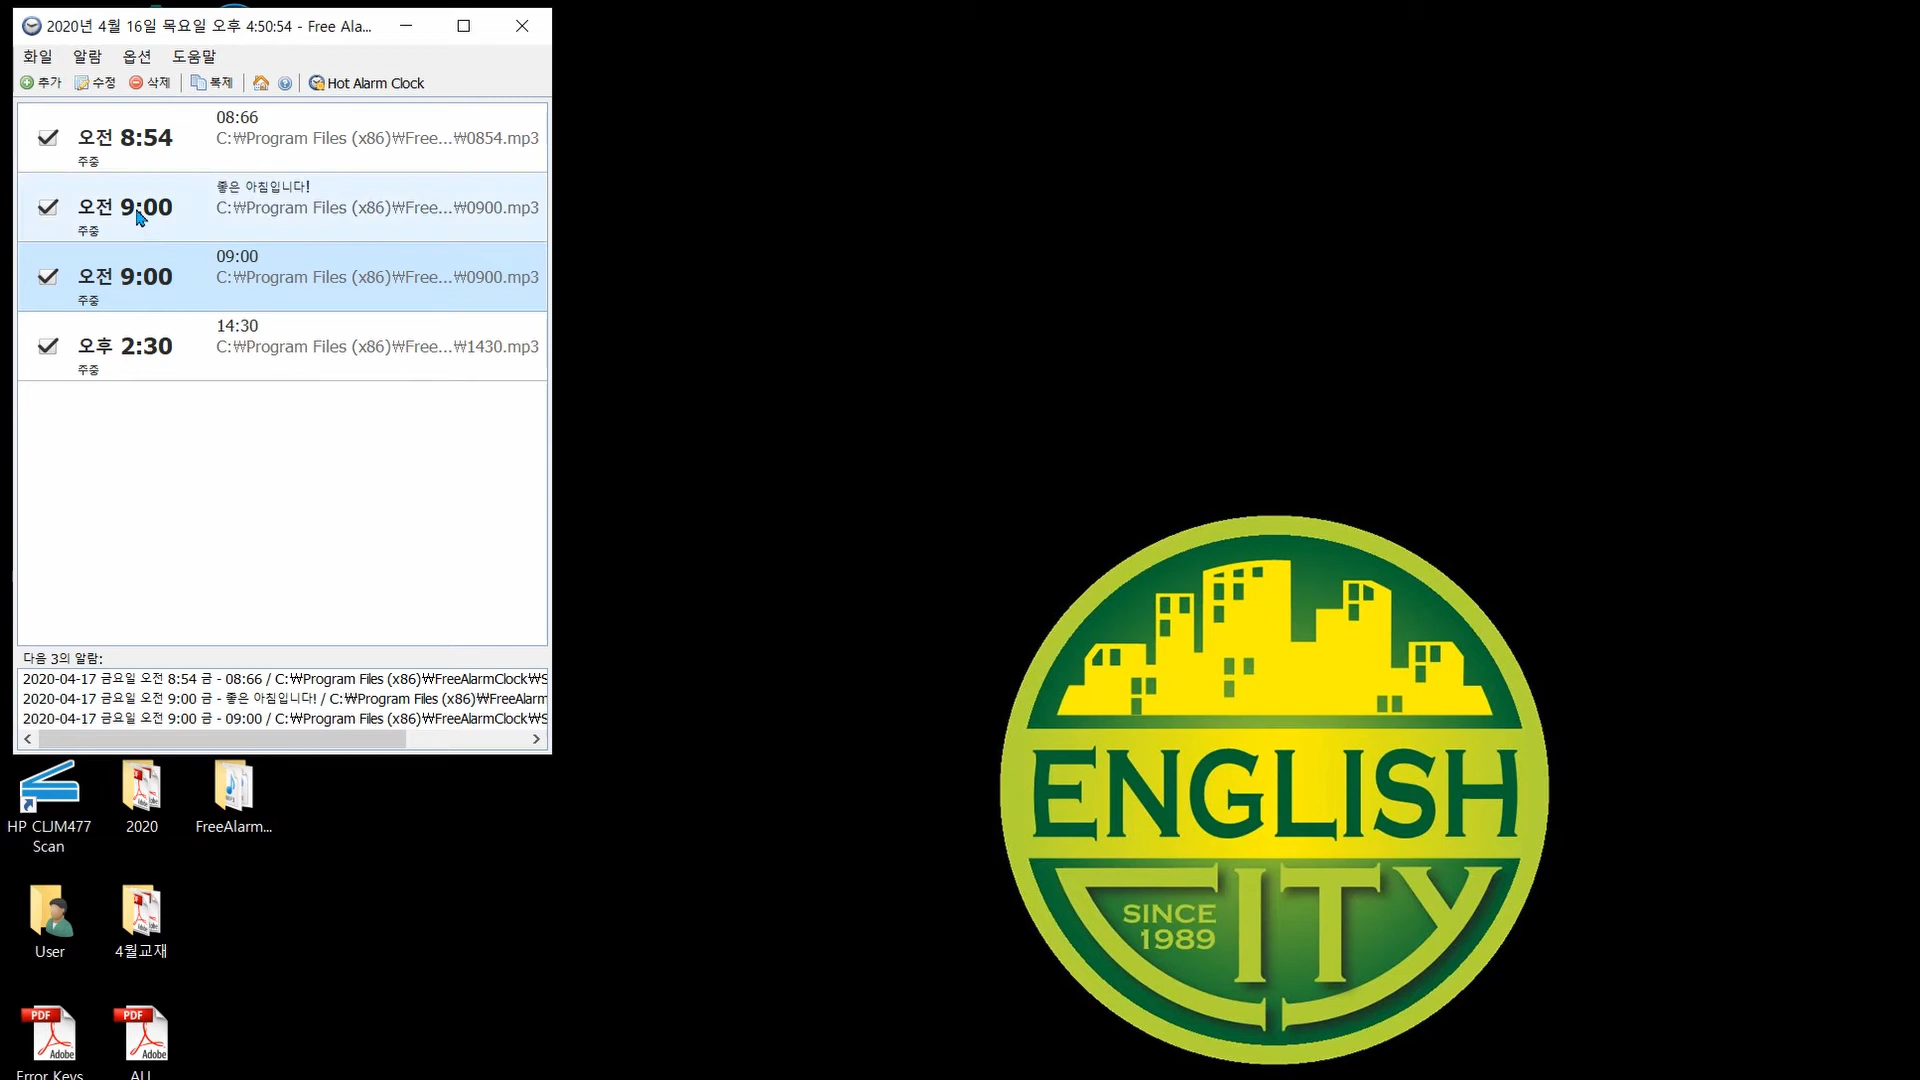 2020년 4월 16일 목요일 오후 4:50:54 - Free Ala...
화일 알람 옵션 도움말
추가 수정 삭제 복제 Hot Alarm Clock
08:66
오전 8:54 C:₩Program Files (x86)₩Free...₩0854.mp3
주중
좋은 아침입니다!
오전 9:00 C:₩Program Files (x86)₩Free...₩0900.mp3
주중
09:00
오전 9:00 C:₩Program Files (x86)₩Free...₩0900.mp3
주중
14:30
오후 2:30 C:₩Program Files (x86)₩Free...₩1430.mp3
주중
다음 3의 알람:
2020-04-17 금요일 오전 8:54 금 - 08:66 / C:₩Program Files (x86)₩FreeAlarmClock₩S
2020-04-17 금요일 오전 9:00 금 - 좋은 아침입니다! / C:₩Program Files (x86)₩FreeAlarm
2020-04-17 금요일 오전 9:00 금 - 09:00 / C:₩Program Files (x86)₩FreeAlarmClock₩S
HP CLJM477 Scan
2020
FreeAlarm...
User
4월교재
PDF
Adobe
PDF
Adobe
Error Keys
ALL
ENGLISH
CITY
SINCE
1989